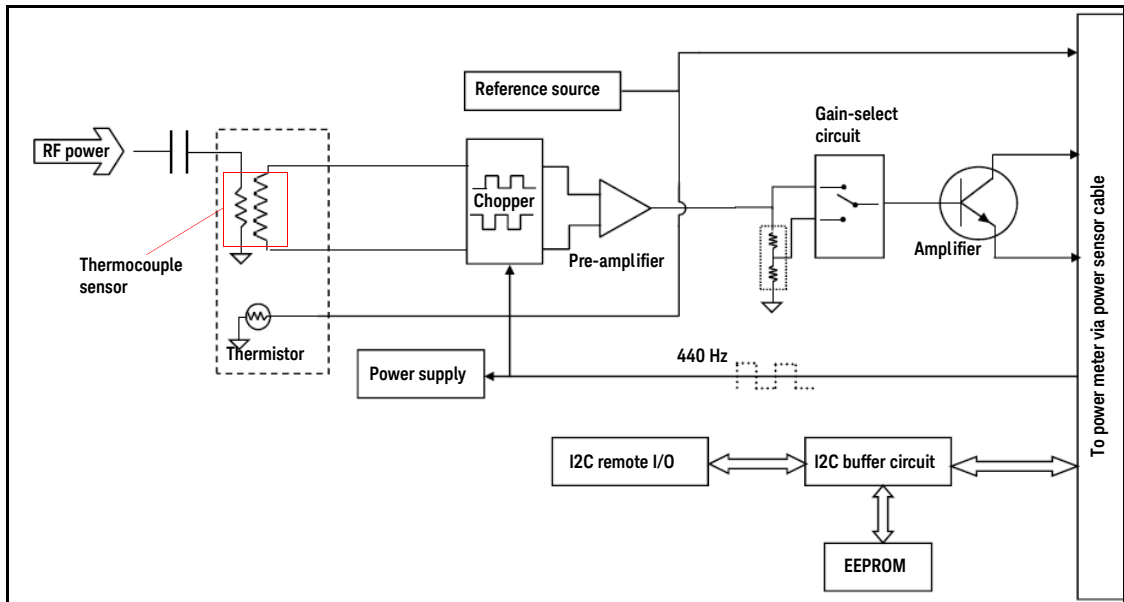 Reference source
Gain-select
circuit
RF power
Chopper
Pre-amplifier
Amplifier
Thermocouple
sensor
Thermistor
Power supply
440 Hz
I2C remote I/O
I2C buffer circuit
EEPROM
To power meter via power sensor cable